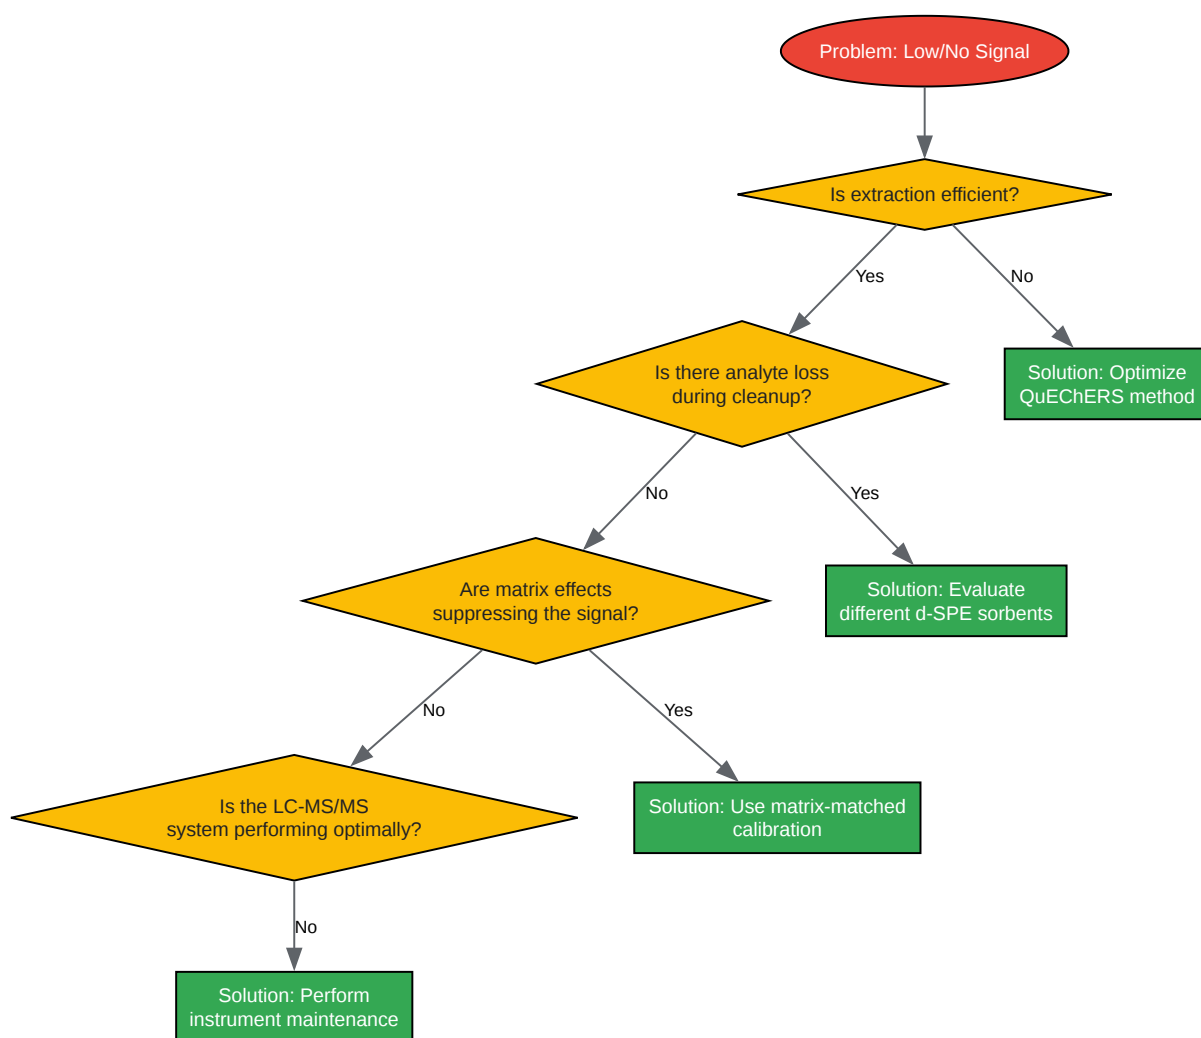 Problem: Low/No Signal
Is extraction efficient?
Yes
No
Is there analyte loss
during cleanup?
Solution: Optimize
QuEChERS method
No
Yes
Are matrix effects
suppressing the signal?
Solution: Evaluate
different d-SPE sorbents
No
Yes
Is the LC-MS/MS
system performing optimally?
Solution: Use matrix-matched
calibration
No
Solution: Perform
instrument maintenance